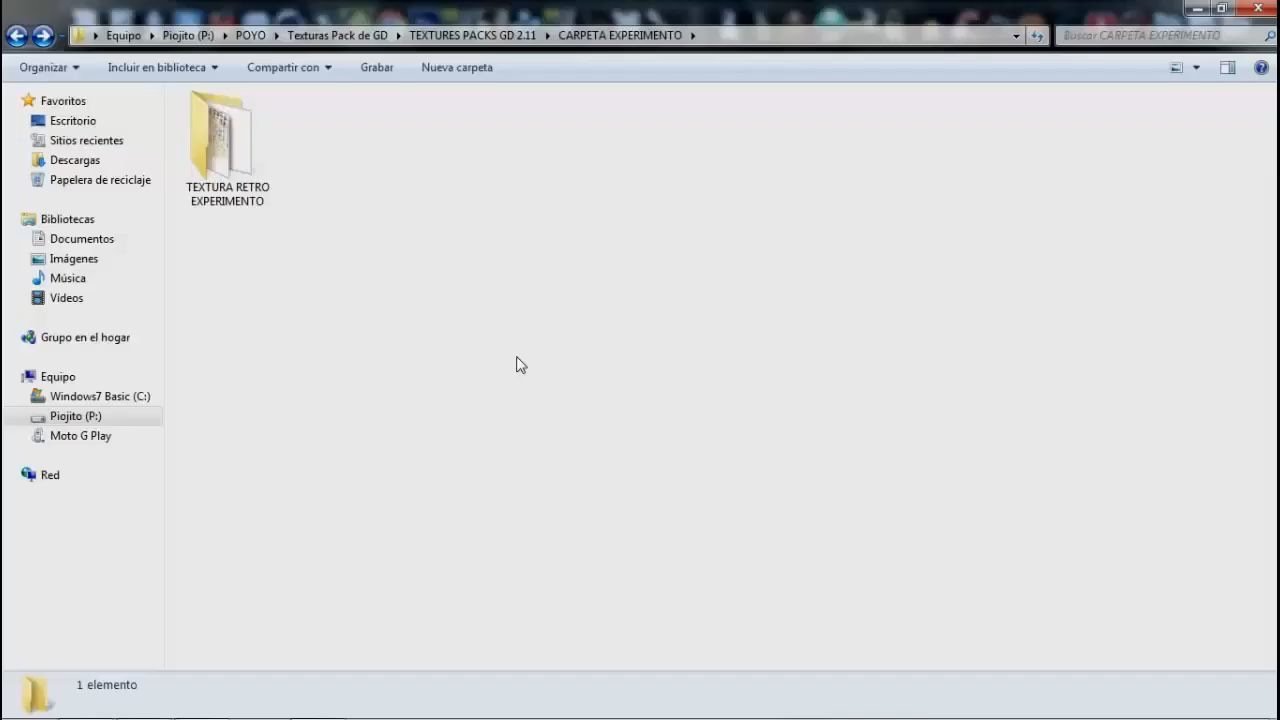 Equipo Piojito (P:) POYO Texturas Pack de GD TEXTURES PACKS GD 2.11 CARPETA EXPERIMENTO
Buscar CARPETA EXPERIMENTO
Organizar Incluir en biblioteca Compartir con Grabar Nueva carpeta
Favoritos
Escritorio
Sitios recientes
Descargas
Papelera de reciclaje
Bibliotecas
Documentos
Imágenes
Música
Vídeos
Grupo en el hogar
Equipo
Windows7 Basic (C:)
Piojito (P:)
Moto G Play
Red
TEXTURA RETRO
EXPERIMENTO
1 elemento